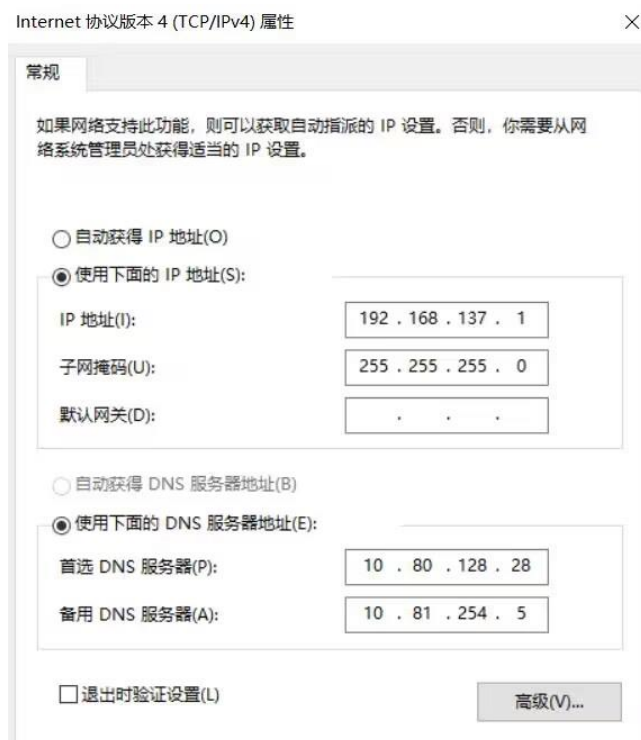 Internet 协议版本 4 (TCP/IPv4) 属性
常规
如果网络支持此功能，则可以获取自动指派的 IP 设置。否则，你需要从网
络系统管理员处获得适当的 IP 设置。
自动获得 IP 地址(O)
使用下面的 IP 地址(S):
IP 地址(I): 192 . 168 . 137 . 1
子网掩码(U): 255 . 255 . 255 . 0
默认网关(D): . . .
自动获得 DNS 服务器地址(B)
使用下面的 DNS 服务器地址(E):
首选 DNS 服务器(P): 10 . 80 . 128 . 28
备用 DNS 服务器(A): 10 . 81 . 254 . 5
退出时验证设置(L)
高级(V)...